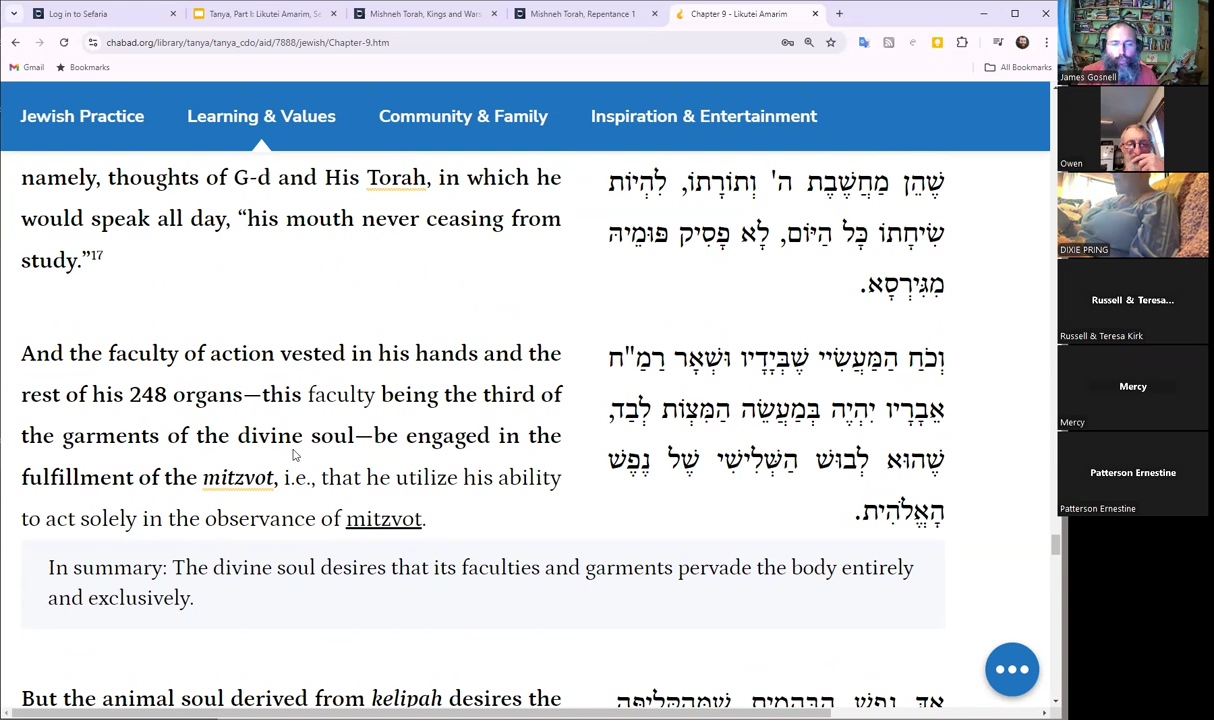 Log in to Sefaria
Tanya, Part I; Likutei Amarim, Se
Mishneh Torah, Kings and Wars
Mishneh Torah, Repentance 1
Chapter 9 - Likutei Amarim
chabad.org/library/tanya/tanya_cdo/aid/7888/jewish/Chapter-9.htm
Gmail
Bookmarks
All Bookmarks
Jewish Practice
Learning & Values
Community & Family
Inspiration & Entertainment
namely, thoughts of G-d and His Torah, in which he
would speak all day, “his mouth never ceasing from
study.”17
שֶׁהֵן מַחֲשֶׁבֶת ה' וְתוֹרָתוֹ, לִהְיוֹת
שִׂיחָתוֹ כָּל הַיּוֹם, לָא פָסִיק פּוּמֵיהּ
מִגִּירְסָא.
And the faculty of action vested in his hands and the
rest of his 248 organs—this faculty being the third of
the garments of the divine soul—be engaged in the
fulfillment of the mitzvot, i.e., that he utilize his ability
to act solely in the observance of mitzvot.
וְכֹחַ הַמַּעֲשִׂיי שֶׁבְּיָדָיו וּשְׁאָר רַמַ"ח
אֵבָרָיו יִהְיֶה בְּמַעֲשֵׂה הַמִּצְוֹת לְבַד,
שֶׁהוּא לְבוּשׁ הַשְּׁלִישִׁי שֶׁל נֶפֶשׁ
הָאֱלֹהִית.
In summary: The divine soul desires that its faculties and garments pervade the body entirely
and exclusively.
But the animal soul derived from kelipah desires the
אַךְ נֶפֶשׁ הַבַּהֲמִית שֶׁמֵּהַקְּלִיפָּה
James Gosnell
Owen
DIXIE PRING
Russell & Teresa...
Russell & Teresa Kirk
Mercy
Mercy
Patterson Ernestine
Patterson Ernestine